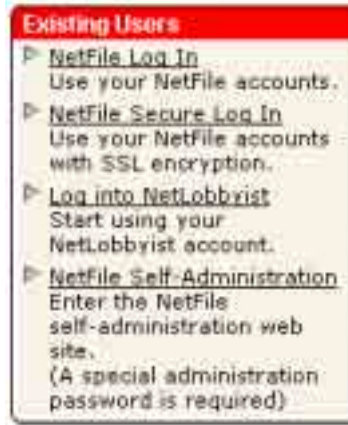 Existing Users
NetFile Log In
Use your NetFile accounts.
NetFile Secure Log In
Use your NetFile accounts
with SSL encryption.
Log into NetLobbyist
Start using your
NetLobbyist account.
NetFile Self-Administration
Enter the NetFile
self-administration web
site.
(A special administration
password is required)